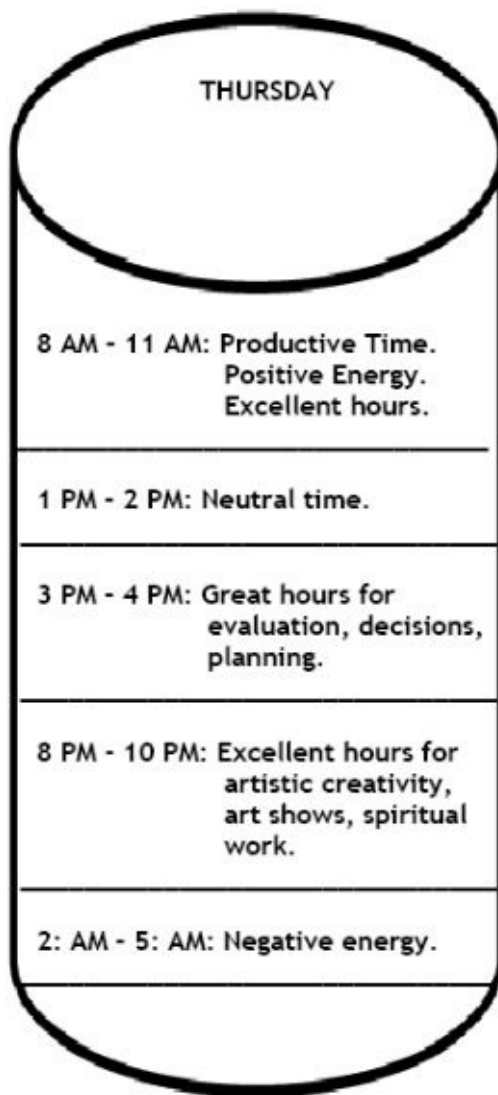 THURSDAY
8 AM - 11 AM: Productive Time.
Positive Energy.
Excellent hours.
1 PM - 2 PM: Neutral time.
3 PM - 4 PM: Great hours for
evaluation, decisions,
planning.
8 PM - 10 PM: Excellent hours for
artistic creativity,
art shows, spiritual
work.
2: AM - 5: AM: Negative energy.